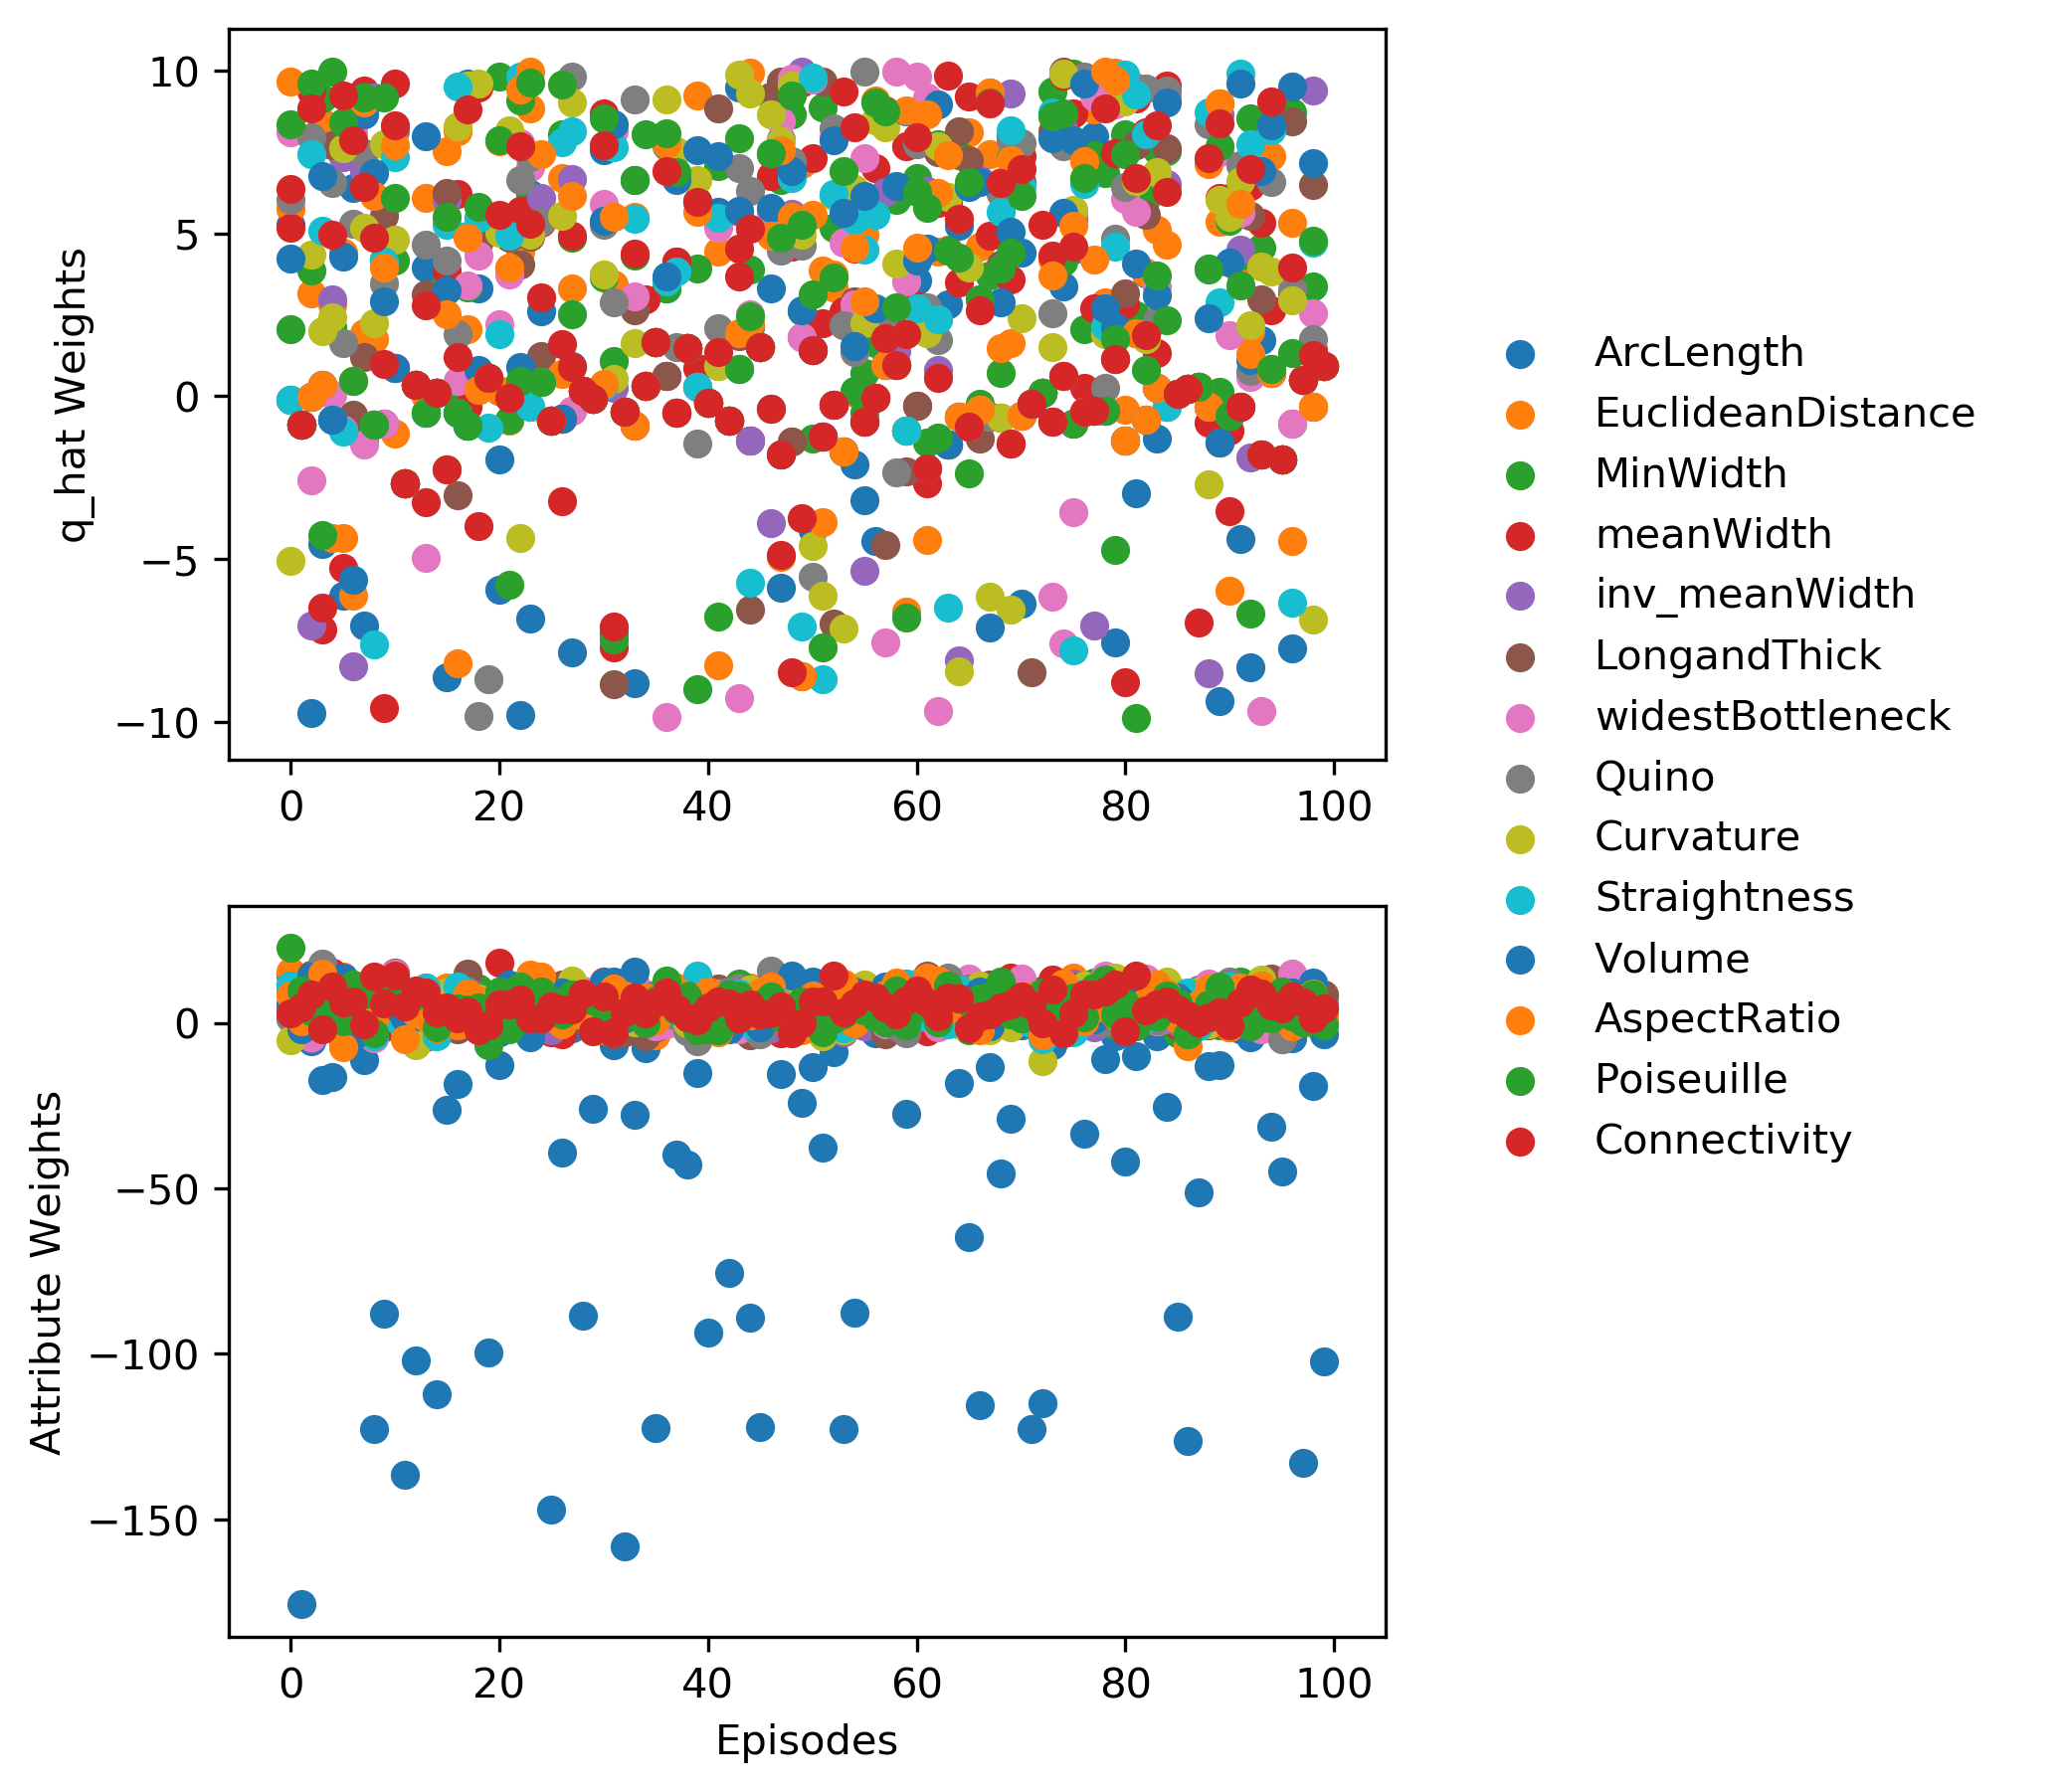 10
5
0
−5
−10
q_hat Weights
0 20 40 60 80 100
ArcLength
EuclideanDistance
MinWidth
meanWidth
inv_meanWidth
LongandThick
widestBottleneck
Quino
Curvature
Straightness
Volume
AspectRatio
Poiseuille
Connectivity
0
−50
−100
−150
Attribute Weights
0 20 40 60 80 100
Episodes